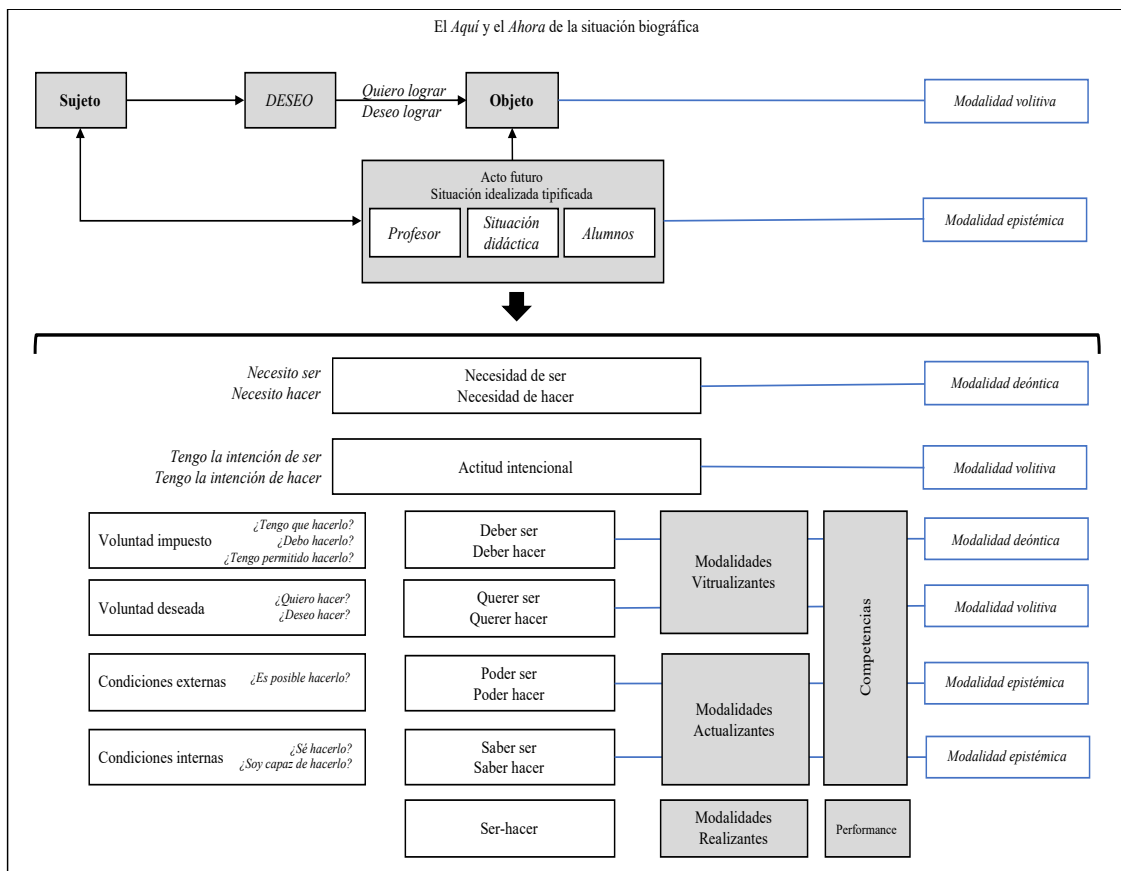 El Aquí y el Ahora de la situación biográfica
Sujeto
DESEO
Quiero lograr
Deseo lograr
Objeto
Modalidad volitiva
Acto futuro
Situación idealizada tipificada
Profesor
Situación
didáctica
Alumnos
Modalidad epistémica
Necesito ser
Necesito hacer
Necesidad de ser
Necesidad de hacer
Modalidad deóntica
Tengo la intención de ser
Tengo la intención de hacer
Actitud intencional
Modalidad volitiva
Voluntad impuesto
¿Tengo que hacerlo?
¿Debo hacerlo?
¿Tengo permitido hacerlo?
Deber ser
Deber hacer
Modalidades
Vitrualizantes
Competencias
Modalidad deóntica
Voluntad deseada
¿Quiero hacer?
¿Deseo hacer?
Querer ser
Querer hacer
Modalidad volitiva
Condiciones externas
¿Es posible hacerlo?
Poder ser
Poder hacer
Modalidades
Actualizantes
Modalidad epistémica
Condiciones internas
¿Sé hacerlo?
¿Soy capaz de hacerlo?
Saber ser
Saber hacer
Modalidad epistémica
Ser-hacer
Modalidades
Realizantes
Performance